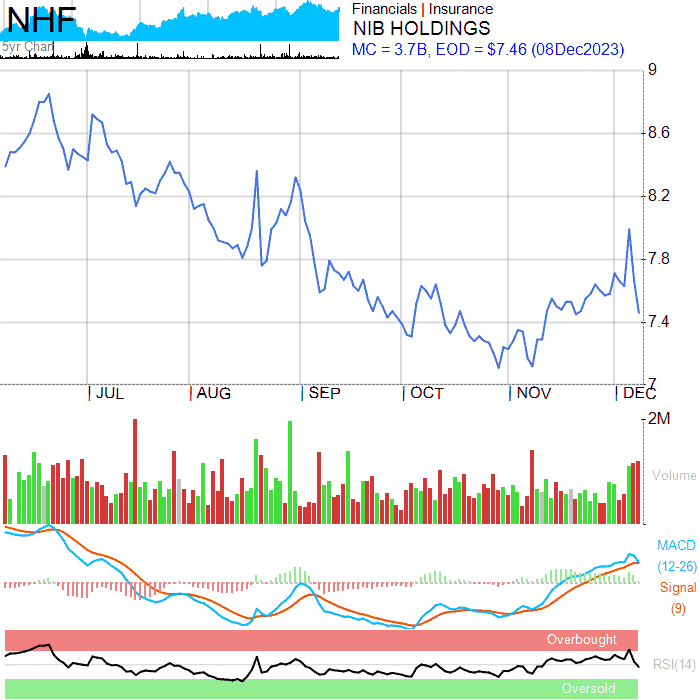 NHF
5yr Chart
Financials | Insurance
NIB HOLDINGS
MC = 3.7B, EOD = $7.46 (08Dec2023)
9
8.6
8.2
7.8
7.4
7
JUL AUG SEP OCT NOV DEC
2M
Volume
MACD
(12-26)
Signal
(9)
Overbought
RSI(14)
Oversold